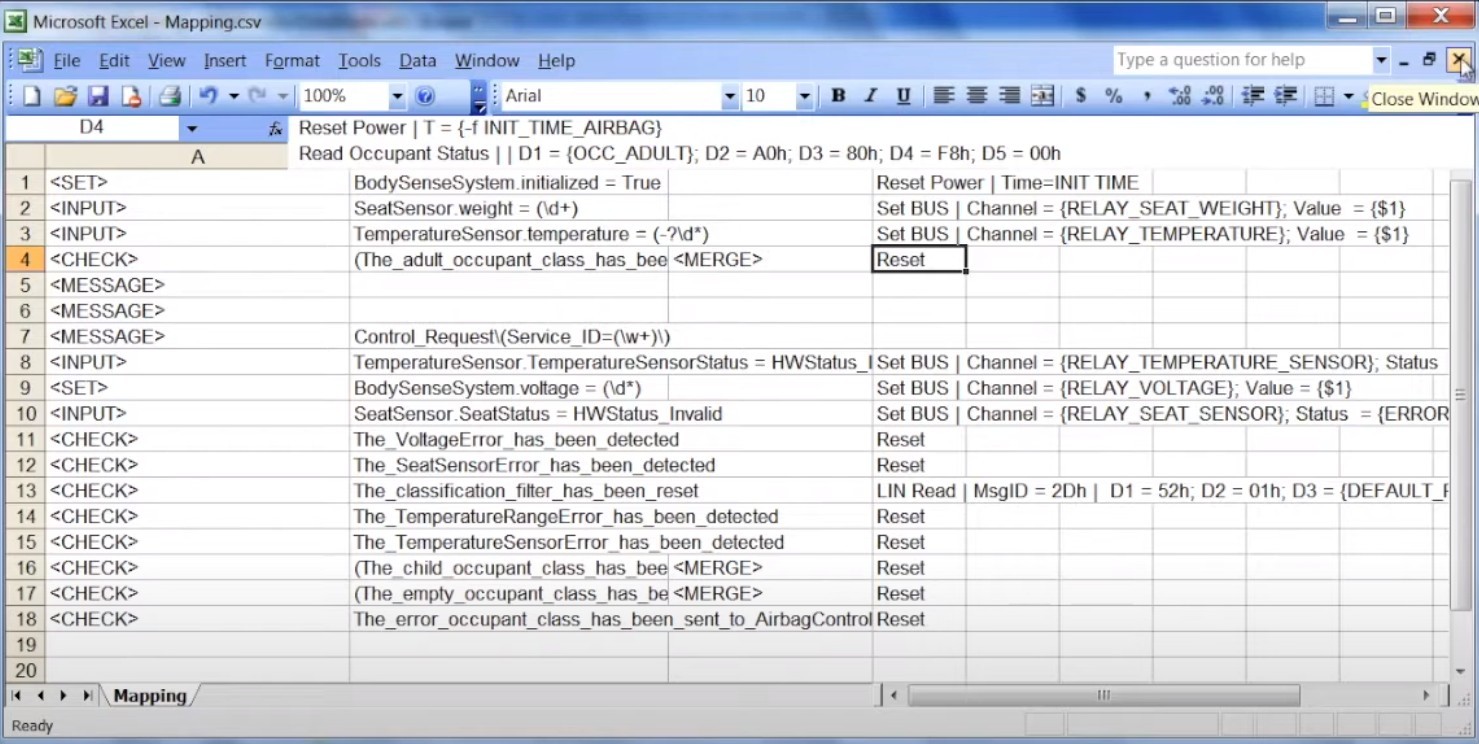 Microsoft Excel - Mapping.csv
File Edit View Insert Format Tools Data Window Help Type a question for help
100% Arial 10 B I U $ % , Close Window
D4 fx Reset Power | T = {-f INIT_TIME_AIRBAG}
Read Occupant Status | | D1 = {OCC_ADULT}; D2 = A0h; D3 = 80h; D4 = F8h; D5 = 00h
A
1 <SET> BodySenseSystem.initialized = True Reset Power | Time=INIT TIME
2 <INPUT> SeatSensor.weight = (\d+) Set BUS | Channel = {RELAY_SEAT_WEIGHT}; Value = {$1}
3 <INPUT> TemperatureSensor.temperature = (-?\d*) Set BUS | Channel = {RELAY_TEMPERATURE}; Value = {$1}
4 <CHECK> (The_adult_occupant_class_has_bee <MERGE> Reset
5 <MESSAGE>
6 <MESSAGE>
7 <MESSAGE> Control_Request\(Service_ID=(\w+)\)
8 <INPUT> TemperatureSensor.TemperatureSensorStatus = HWStatus_I Set BUS | Channel = {RELAY_TEMPERATURE_SENSOR}; Status
9 <SET> BodySenseSystem.voltage = (\d*) Set BUS | Channel = {RELAY_VOLTAGE}; Value = {$1}
10 <INPUT> SeatSensor.SeatStatus = HWStatus_Invalid Set BUS | Channel = {RELAY_SEAT_SENSOR}; Status = {ERROR
11 <CHECK> The_VoltageError_has_been_detected Reset
12 <CHECK> The_SeatSensorError_has_been_detected Reset
13 <CHECK> The_classification_filter_has_been_reset LIN Read | MsgID = 2Dh | D1 = 52h; D2 = 01h; D3 = {DEFAULT_F
14 <CHECK> The_TemperatureRangeError_has_been_detected Reset
15 <CHECK> The_TemperatureSensorError_has_been_detected Reset
16 <CHECK> (The_child_occupant_class_has_bee <MERGE> Reset
17 <CHECK> (The_empty_occupant_class_has_be <MERGE> Reset
18 <CHECK> The_error_occupant_class_has_been_sent_to_AirbagControl Reset
19
20
Mapping
Ready